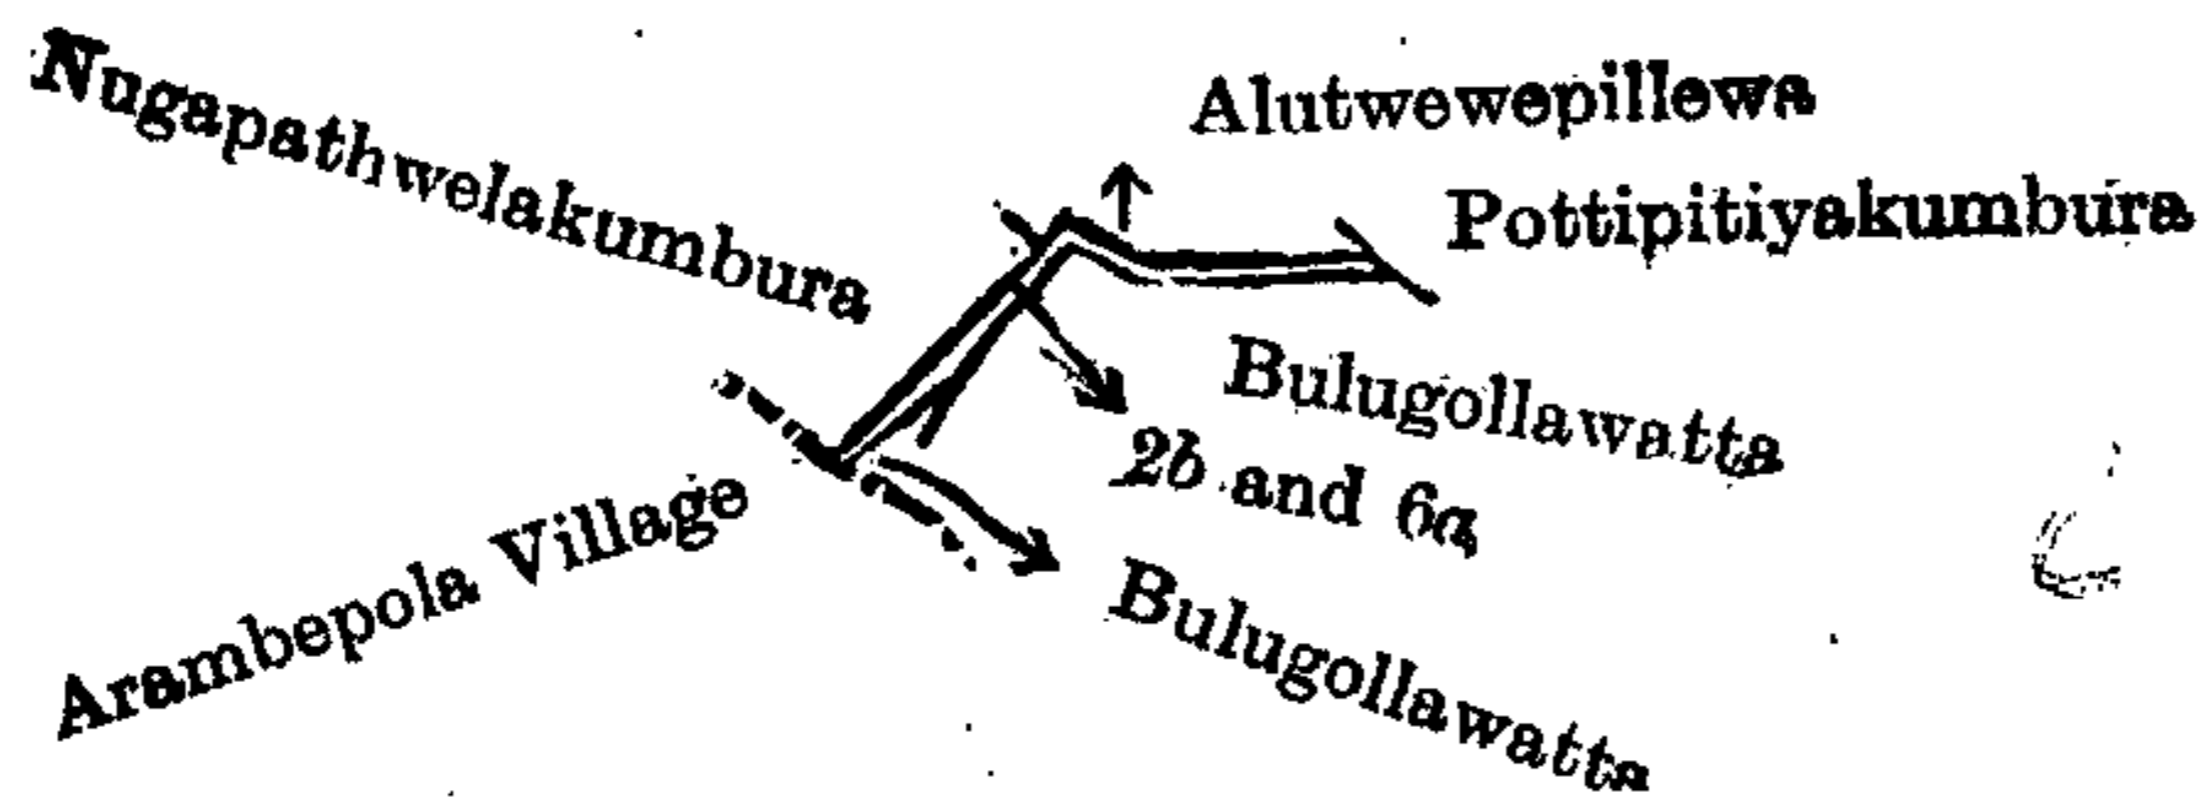 Nugapathwelakumbura
Alutwewepillewa
Pottipitiyakumbura
Bulugollawatta
2b and 6a
Arambepola Village
Bulugollawatta